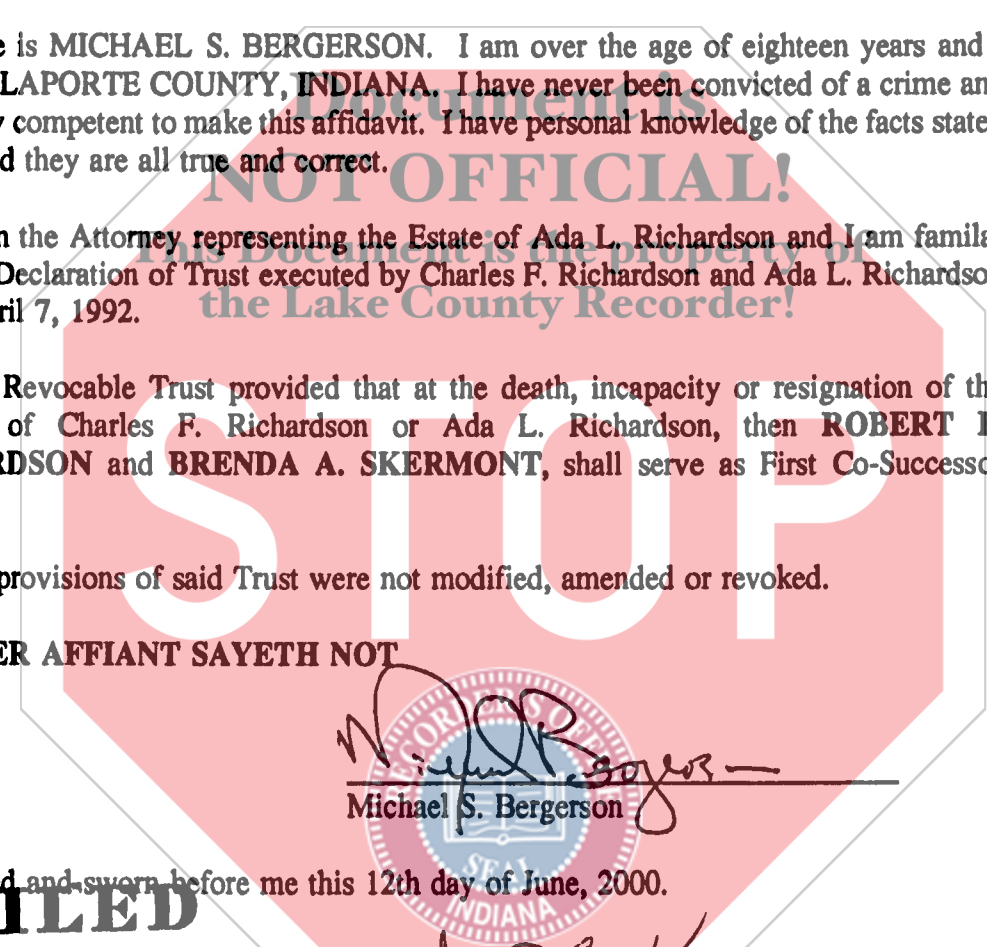 e is MICHAEL S. BERGERSON. I am over the age of eighteen years and
LAPORTE COUNTY, INDIANA. I have never been convicted of a crime an
y competent to make this affidavit. I have personal knowledge of the facts state
d they are all true and correct.
Document is
NOT OFFICIAL!
This Document is the property of
the Lake County Recorder!
n the Attorney representing the Estate of Ada L. Richardson and I am famila
Declaration of Trust executed by Charles F. Richardson and Ada L. Richardso
ril 7, 1992.
Revocable Trust provided that at the death, incapacity or resignation of th
of Charles F. Richardson or Ada L. Richardson, then ROBERT
RDSON and BRENDA A. SKERMONT, shall serve as First Co-Successo
STOP
provisions of said Trust were not modified, amended or revoked.
ER AFFIANT SAYETH NOT
Michael S. Bergerson
Michael S. Bergerson
RECORDER'S OFFICE
SEAL
INDIANA
d and sworn before me this 12th day of June, 2000.
ILED